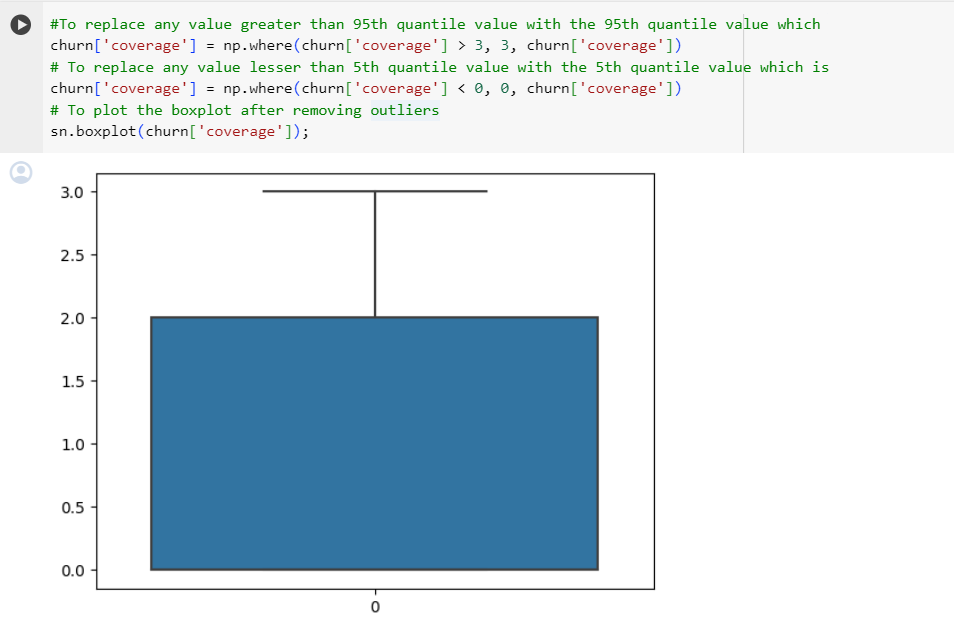 #To replace any value greater than 95th quantile value with the 95th quantile value which
churn['coverage'] = np.where(churn['coverage'] > 3, 3, churn['coverage'])
# To replace any value lesser than 5th quantile value with the 5th quantile value which is
churn['coverage'] = np.where(churn['coverage'] < 0, 0, churn['coverage'])
# To plot the boxplot after removing outliers
sn.boxplot(churn['coverage']);
3.0
2.5
2.0
1.5
1.0
0.5
0.0
0